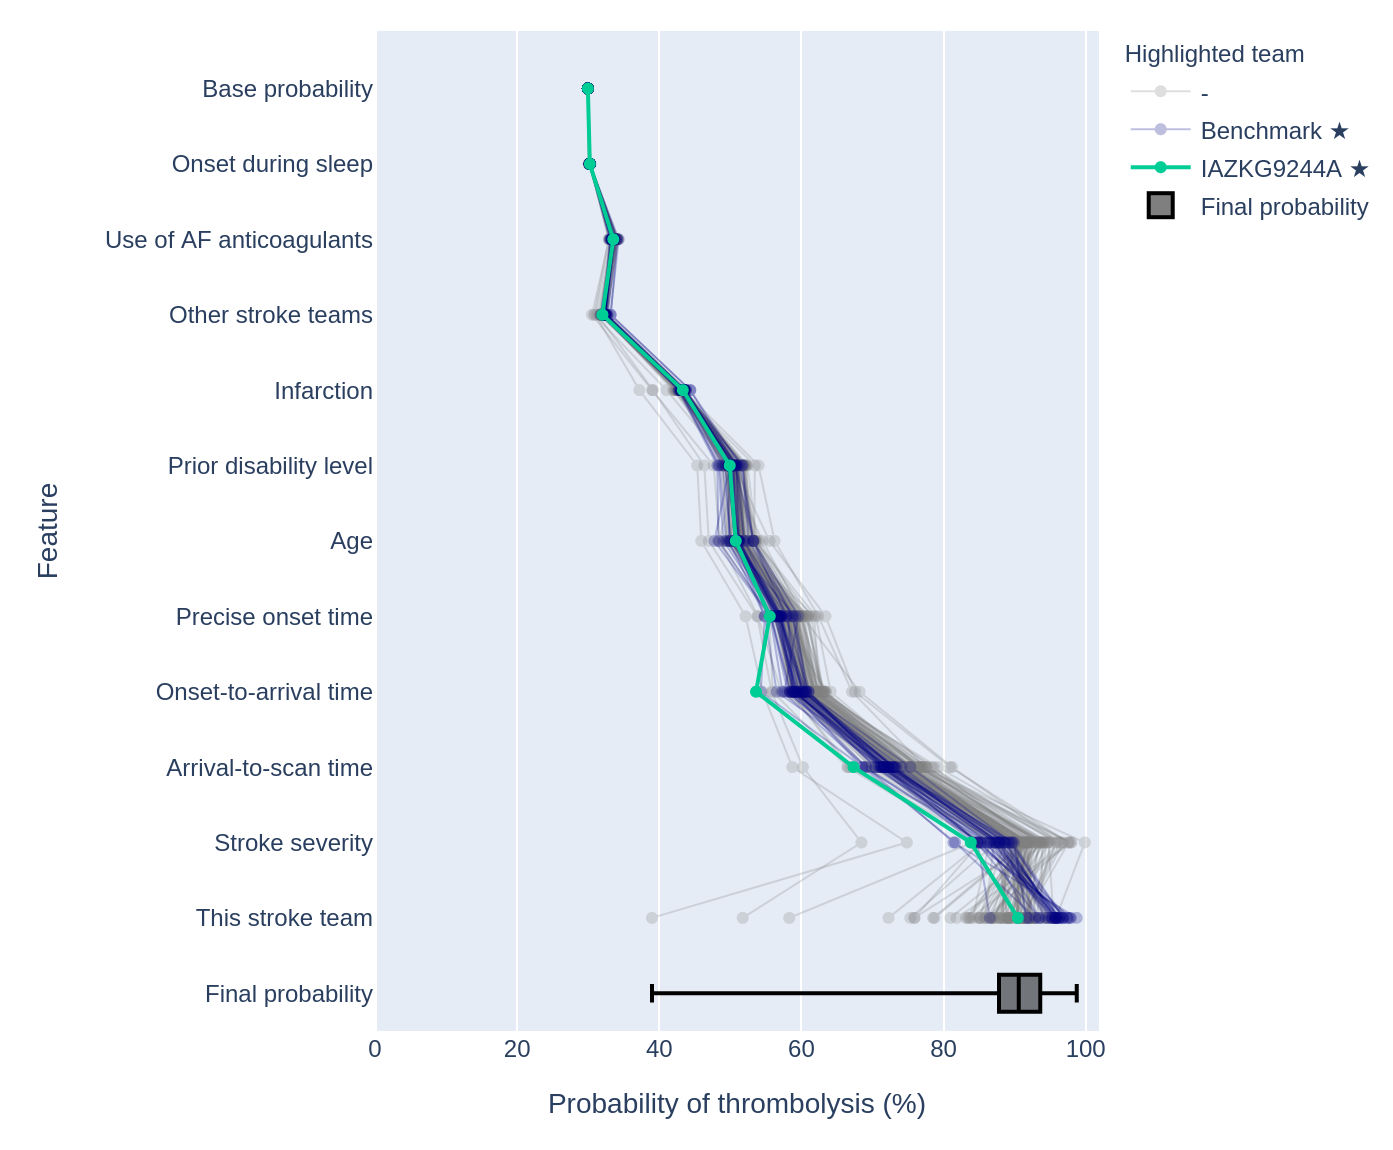 Highlighted team
-
Benchmark ★
IAZKG9244A ★
Final probability
Feature
Base probability
Onset during sleep
Use of AF anticoagulants
Other stroke teams
Infarction
Prior disability level
Age
Precise onset time
Onset-to-arrival time
Arrival-to-scan time
Stroke severity
This stroke team
Final probability
0 20 40 60 80 100
Probability of thrombolysis (%)